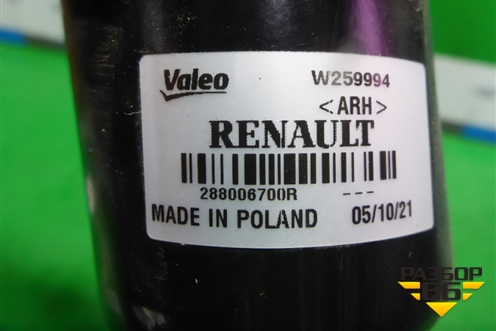 Valeo W259994
<ARH>
RENAULT
288006700R ---
MADE IN POLAND 05/10/21
РАЗБОР
66